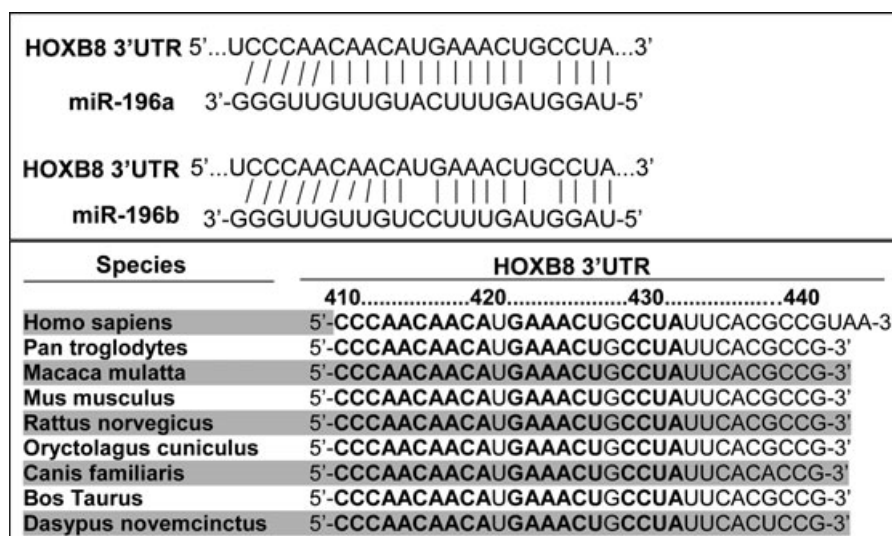 HOXB8 3'UTR 5'...UCCCAACAACAUGAAACUGCCUA...3'
miR-196a 3'-GGGUUGUUGUACUUUGAUGGAU-5'
HOXB8 3'UTR 5'...UCCCAACAACAUGAAACUGCCUA...3'
miR-196b 3'-GGGUUGUUGUCCUUUGAUGGAU-5'
Species HOXB8 3'UTR
410.................420.................430...................440
Homo sapiens 5'-CCCAACAACAUGAAACUGCCUAUUCACGCCGUAA-3
Pan troglodytes 5'-CCCAACAACAUGAAACUGCCUAUUCACGCCG-3'
Macaca mulatta 5'-CCCAACAACAUGAAACUGCCUAUUCACGCCG-3'
Mus musculus 5'-CCCAACAACAUGAAACUGCCUAUUCACGCCG-3'
Rattus norvegicus 5'-CCCAACAACAUGAAACUGCCUAUUCACGCCG-3'
Oryctolagus cuniculus 5'-CCCAACAACAUGAAACUGCCUAUUCACGCCG-3'
Canis familiaris 5'-CCCAACAACAUGAAACUGCCUAUUCACACCG-3'
Bos Taurus 5'-CCCAACAACAUGAAACUGCCUAUUCACGCCG-3'
Dasypus novemcinctus 5'-CCCAACAACAUGAAACUGCCUAUUCACUCCG-3'